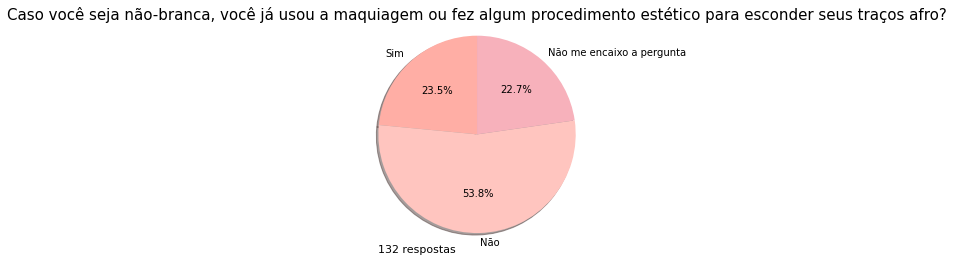 Caso você seja não-branca, você já usou a maquiagem ou fez algum procedimento estético para esconder seus traços afro?
Sim
Não me encaixo a pergunta
23.5%
22.7%
53.8%
Não
132 respostas